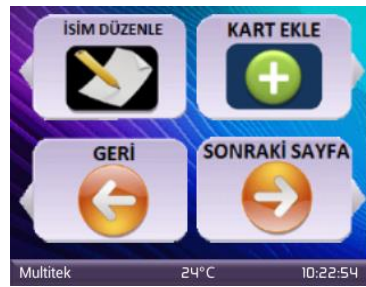 İSİM DÜZENLE
KART EKLE
GERİ
SONRAKİ SAYFA
Multitek 24°C 10:22:54